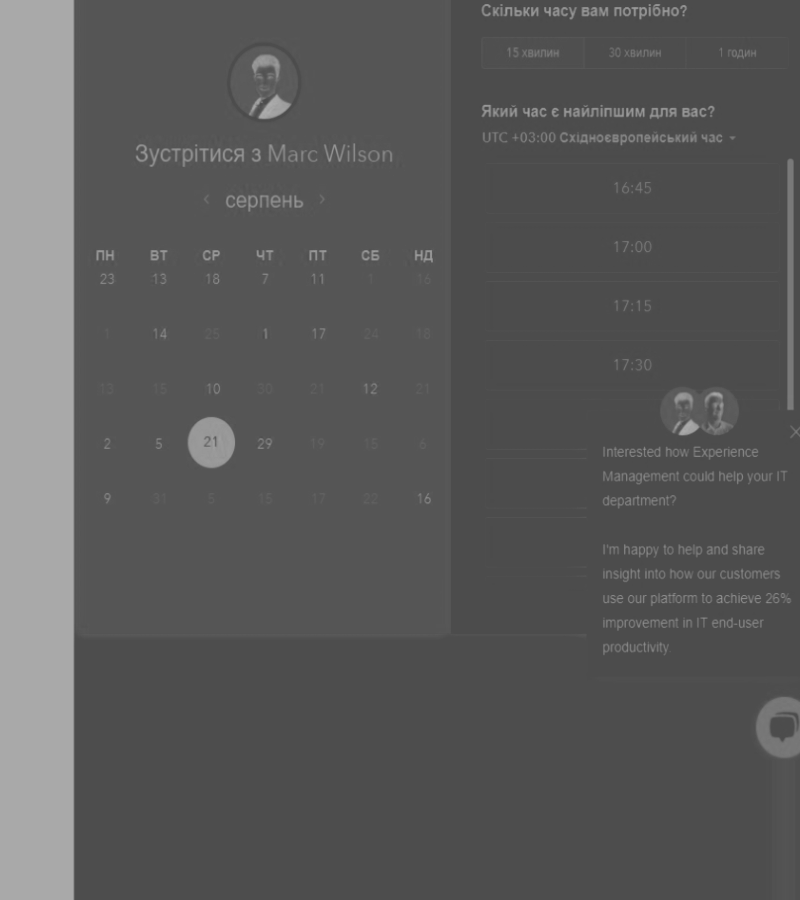 Зустрітися з Marc Wilson
серпень
ПН ВТ СР ЧТ ПТ СБ НД
23 13 18 7 11 1 16
1 14 25 1 17 24 18
13 15 10 30 21 12 21
2 5 21 29 19 15 6
9 31 5 15 17 22 16
Скільки часу вам потрібно?
15 хвилин 30 хвилин 1 годин
Який час є найліпшим для вас?
UTC +03:00 Східноєвропейський час
16:45
17:00
17:15
17:30
Interested how Experience
Management could help your IT
department?
I'm happy to help and share
insight into how our customers
use our platform to achieve 26%
improvement in IT end-user
productivity.